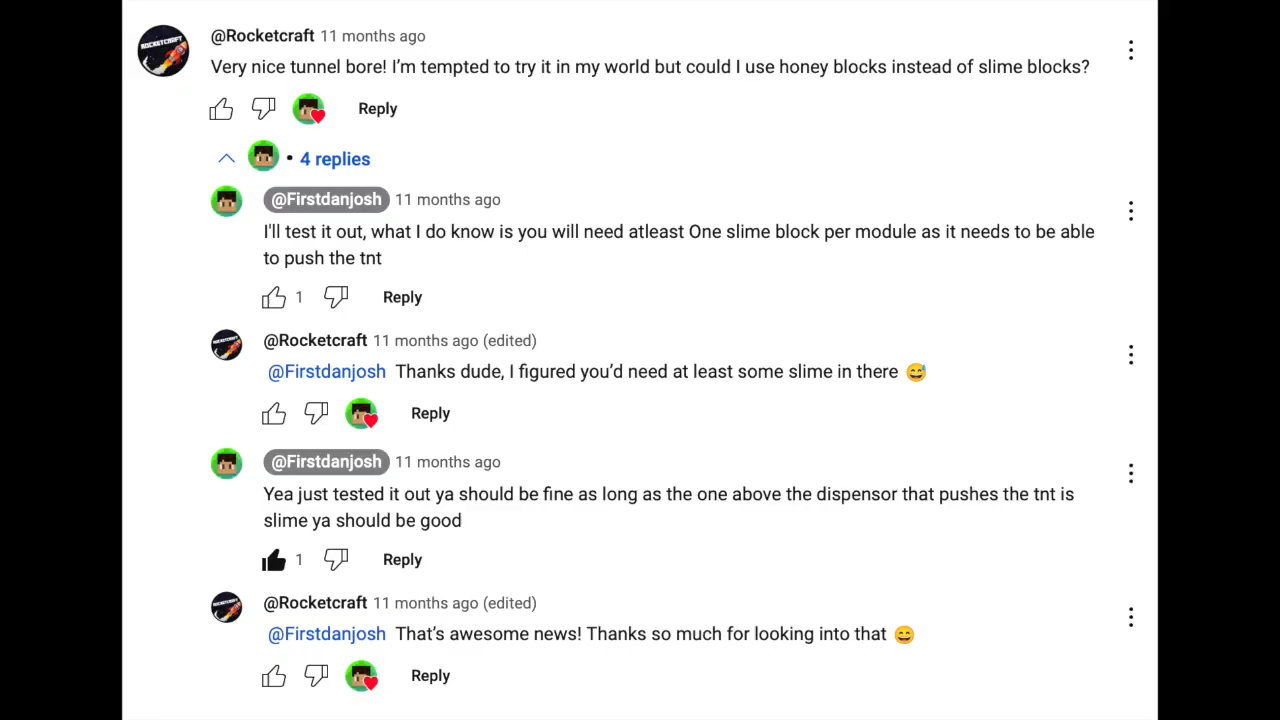 ROCKETCRAFT
@Rocketcraft 11 months ago
Very nice tunnel bore! I’m tempted to try it in my world but could I use honey blocks instead of slime blocks?
Reply
• 4 replies
@Firstdanjosh 11 months ago
I'll test it out, what I do know is you will need atleast One slime block per module as it needs to be able
to push the tnt
1 Reply
@Rocketcraft 11 months ago (edited)
@Firstdanjosh Thanks dude, I figured you’d need at least some slime in there 😅
Reply
@Firstdanjosh 11 months ago
Yea just tested it out ya should be fine as long as the one above the dispensor that pushes the tnt is
slime ya should be good
1 Reply
@Rocketcraft 11 months ago (edited)
@Firstdanjosh That’s awesome news! Thanks so much for looking into that 😄
Reply